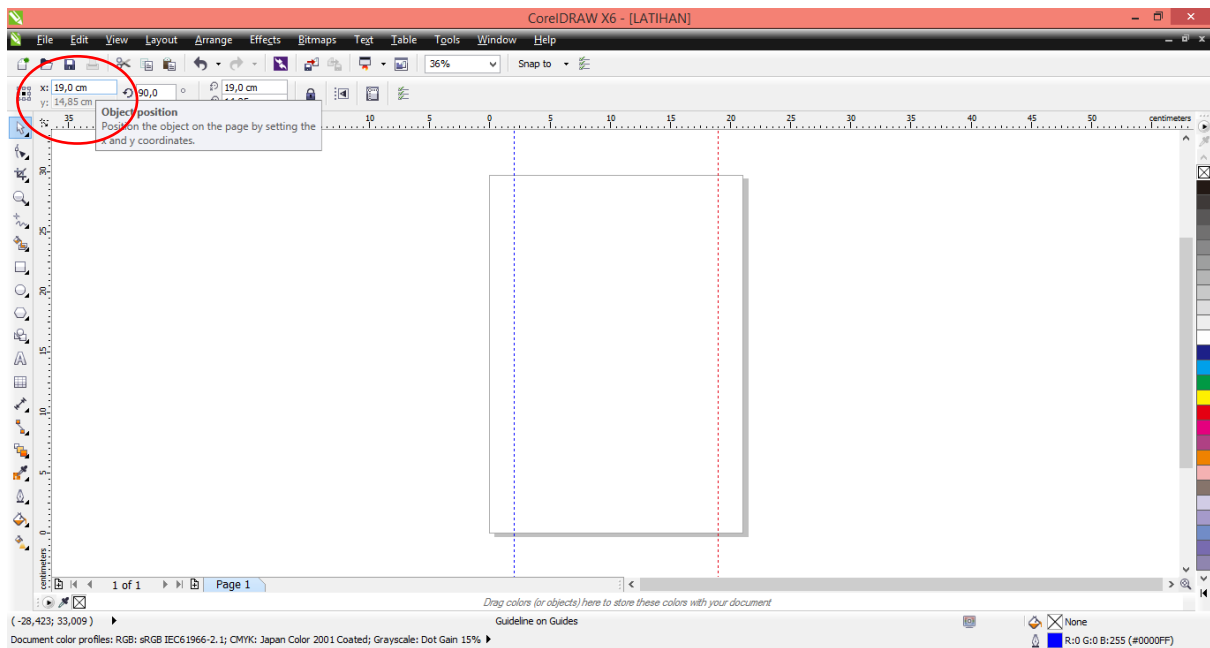 CorelDRAW X6 - [LATIHAN]
File Edit View Layout Arrange Effects Bitmaps Text Table Tools Window Help
36% Snap to
x: 19,0 cm 90,0 ° 19,0 cm
y: 14,85 cm
Object position
Position the object on the page by setting the
x and y coordinates.
35 10 5 0 5 10 15 20 25 30 35 40 45 50 centimeters
30
25
20
15
10
5
0
centimeters
1 of 1 Page 1
Drag colors (or objects) here to store these colors with your document
( -28,423; 33,009 ) Guideline on Guides None
Document color profiles: RGB: sRGB IEC61966-2.1; CMYK: Japan Color 2001 Coated; Grayscale: Dot Gain 15% R:0 G:0 B:255 (#0000FF)